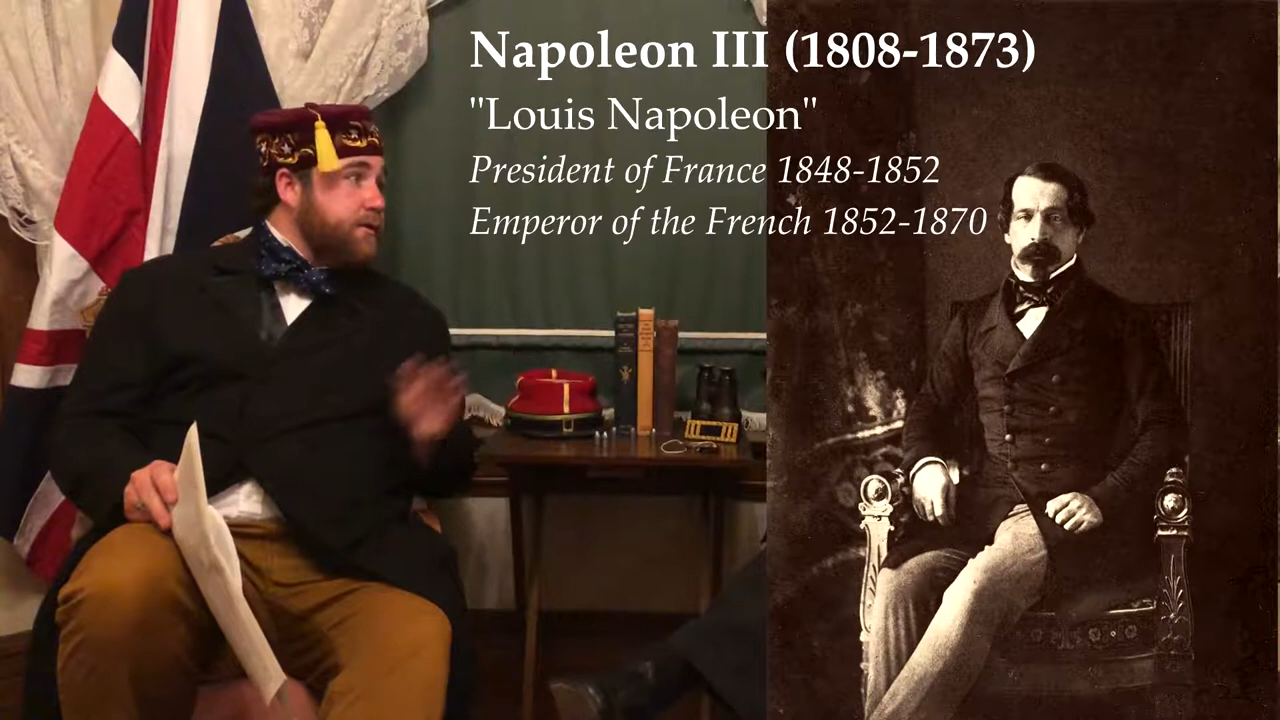 Napoleon III (1808-1873)
"Louis Napoleon"
President of France 1848-1852
Emperor of the French 1852-1870